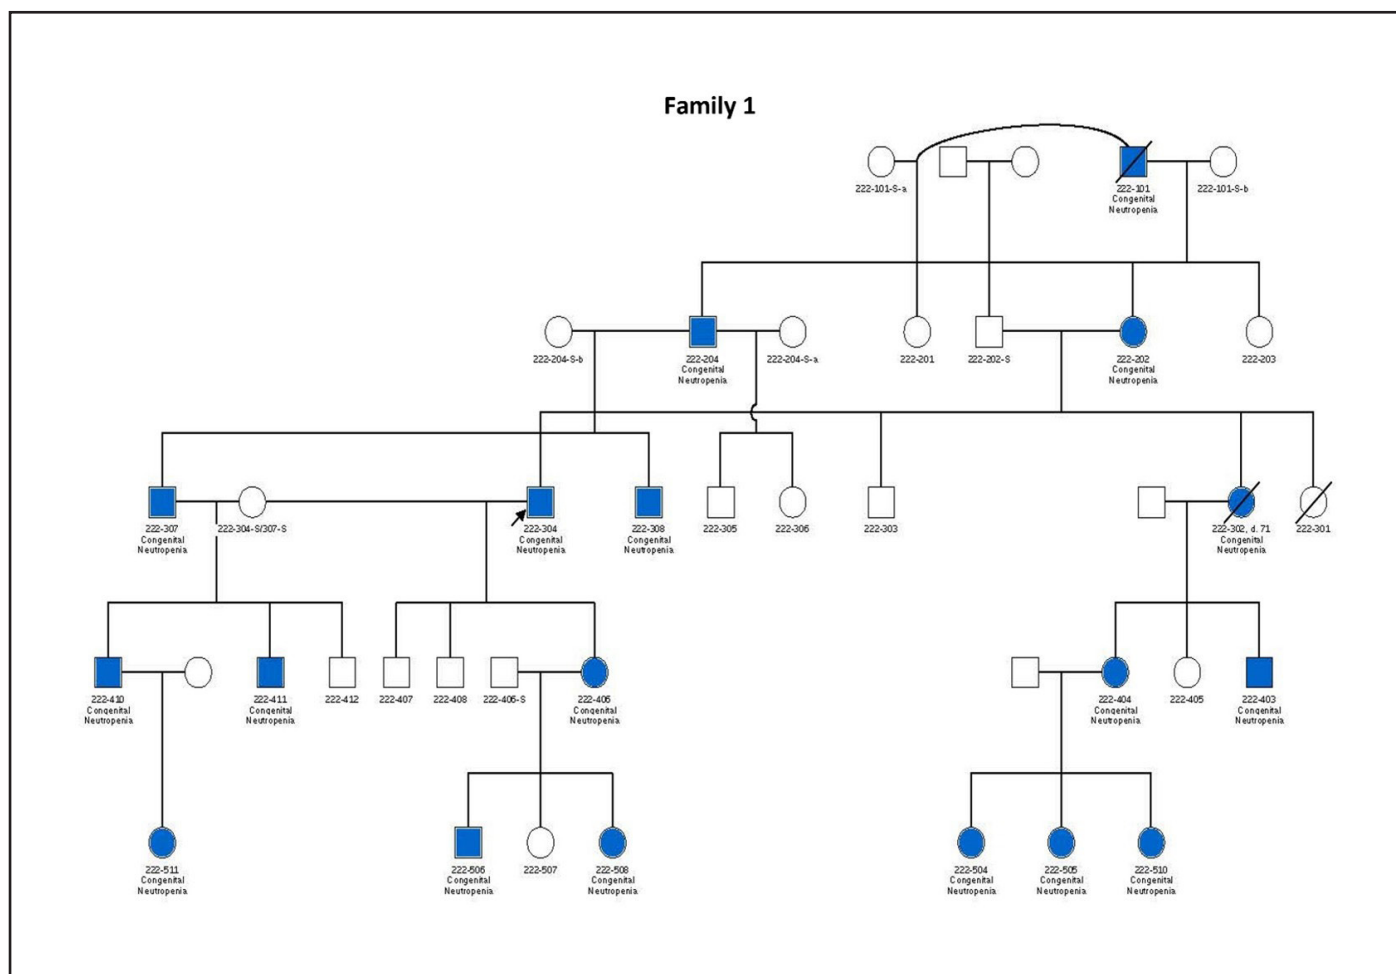 Family 1
222-101-S-a
222-101
Congenital
Neutropenia
222-101-S-b
222-204-S-b
222-204
Congenital
Neutropenia
222-204-S-a
222-201
222-202-S
222-202
Congenital
Neutropenia
222-203
222-307
Congenital
Neutropenia
222-304-S/307-S
222-304
Congenital
Neutropenia
222-308
Congenital
Neutropenia
222-305
222-306
222-303
222-302, d. 71
Congenital
Neutropenia
222-301
222-410
Congenital
Neutropenia
222-411
Congenital
Neutropenia
222-412
222-407
222-408
222-406-S
222-406
Congenital
Neutropenia
222-404
Congenital
Neutropenia
222-405
222-403
Congenital
Neutropenia
222-511
Congenital
Neutropenia
222-506
Congenital
Neutropenia
222-507
222-508
Congenital
Neutropenia
222-504
Congenital
Neutropenia
222-505
Congenital
Neutropenia
222-510
Congenital
Neutropenia